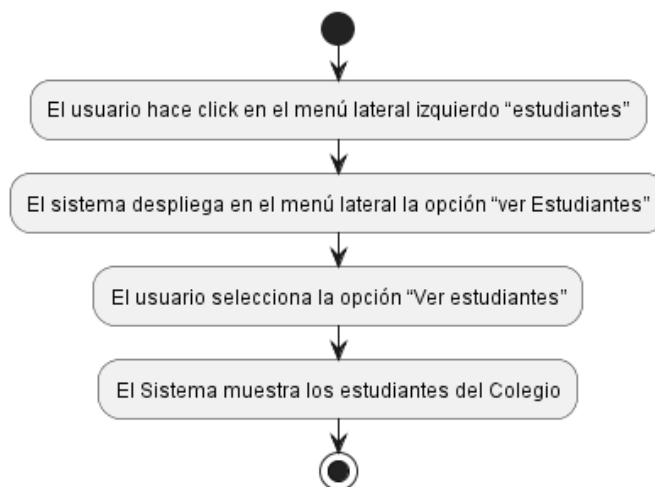 El usuario hace click en el menú lateral izquierdo “estudiantes”
El sistema despliega en el menú lateral la opción “ver Estudiantes”
El usuario selecciona la opción “Ver estudiantes”
El Sistema muestra los estudiantes del Colegio